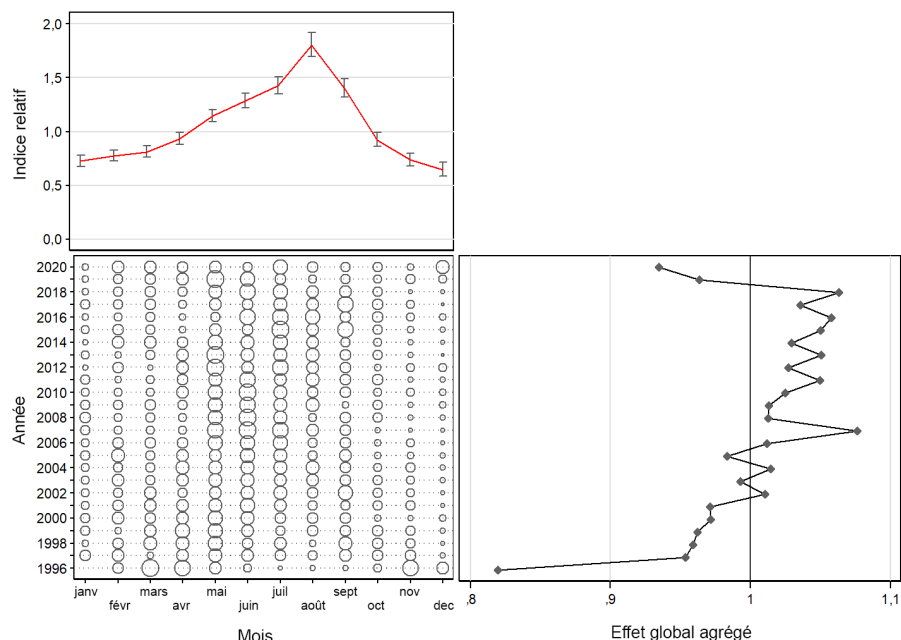 2,0
1,5
1,0
0,5
0,0
Indice relatif
2020
2018
2016
2014
2012
2010
2008
2006
2004
2002
2000
1998
1996
Année
janv mars mai juil sept nov
févr avr juin août oct dec
Mois
,8 ,9 1 1,1
Effet global agrégé